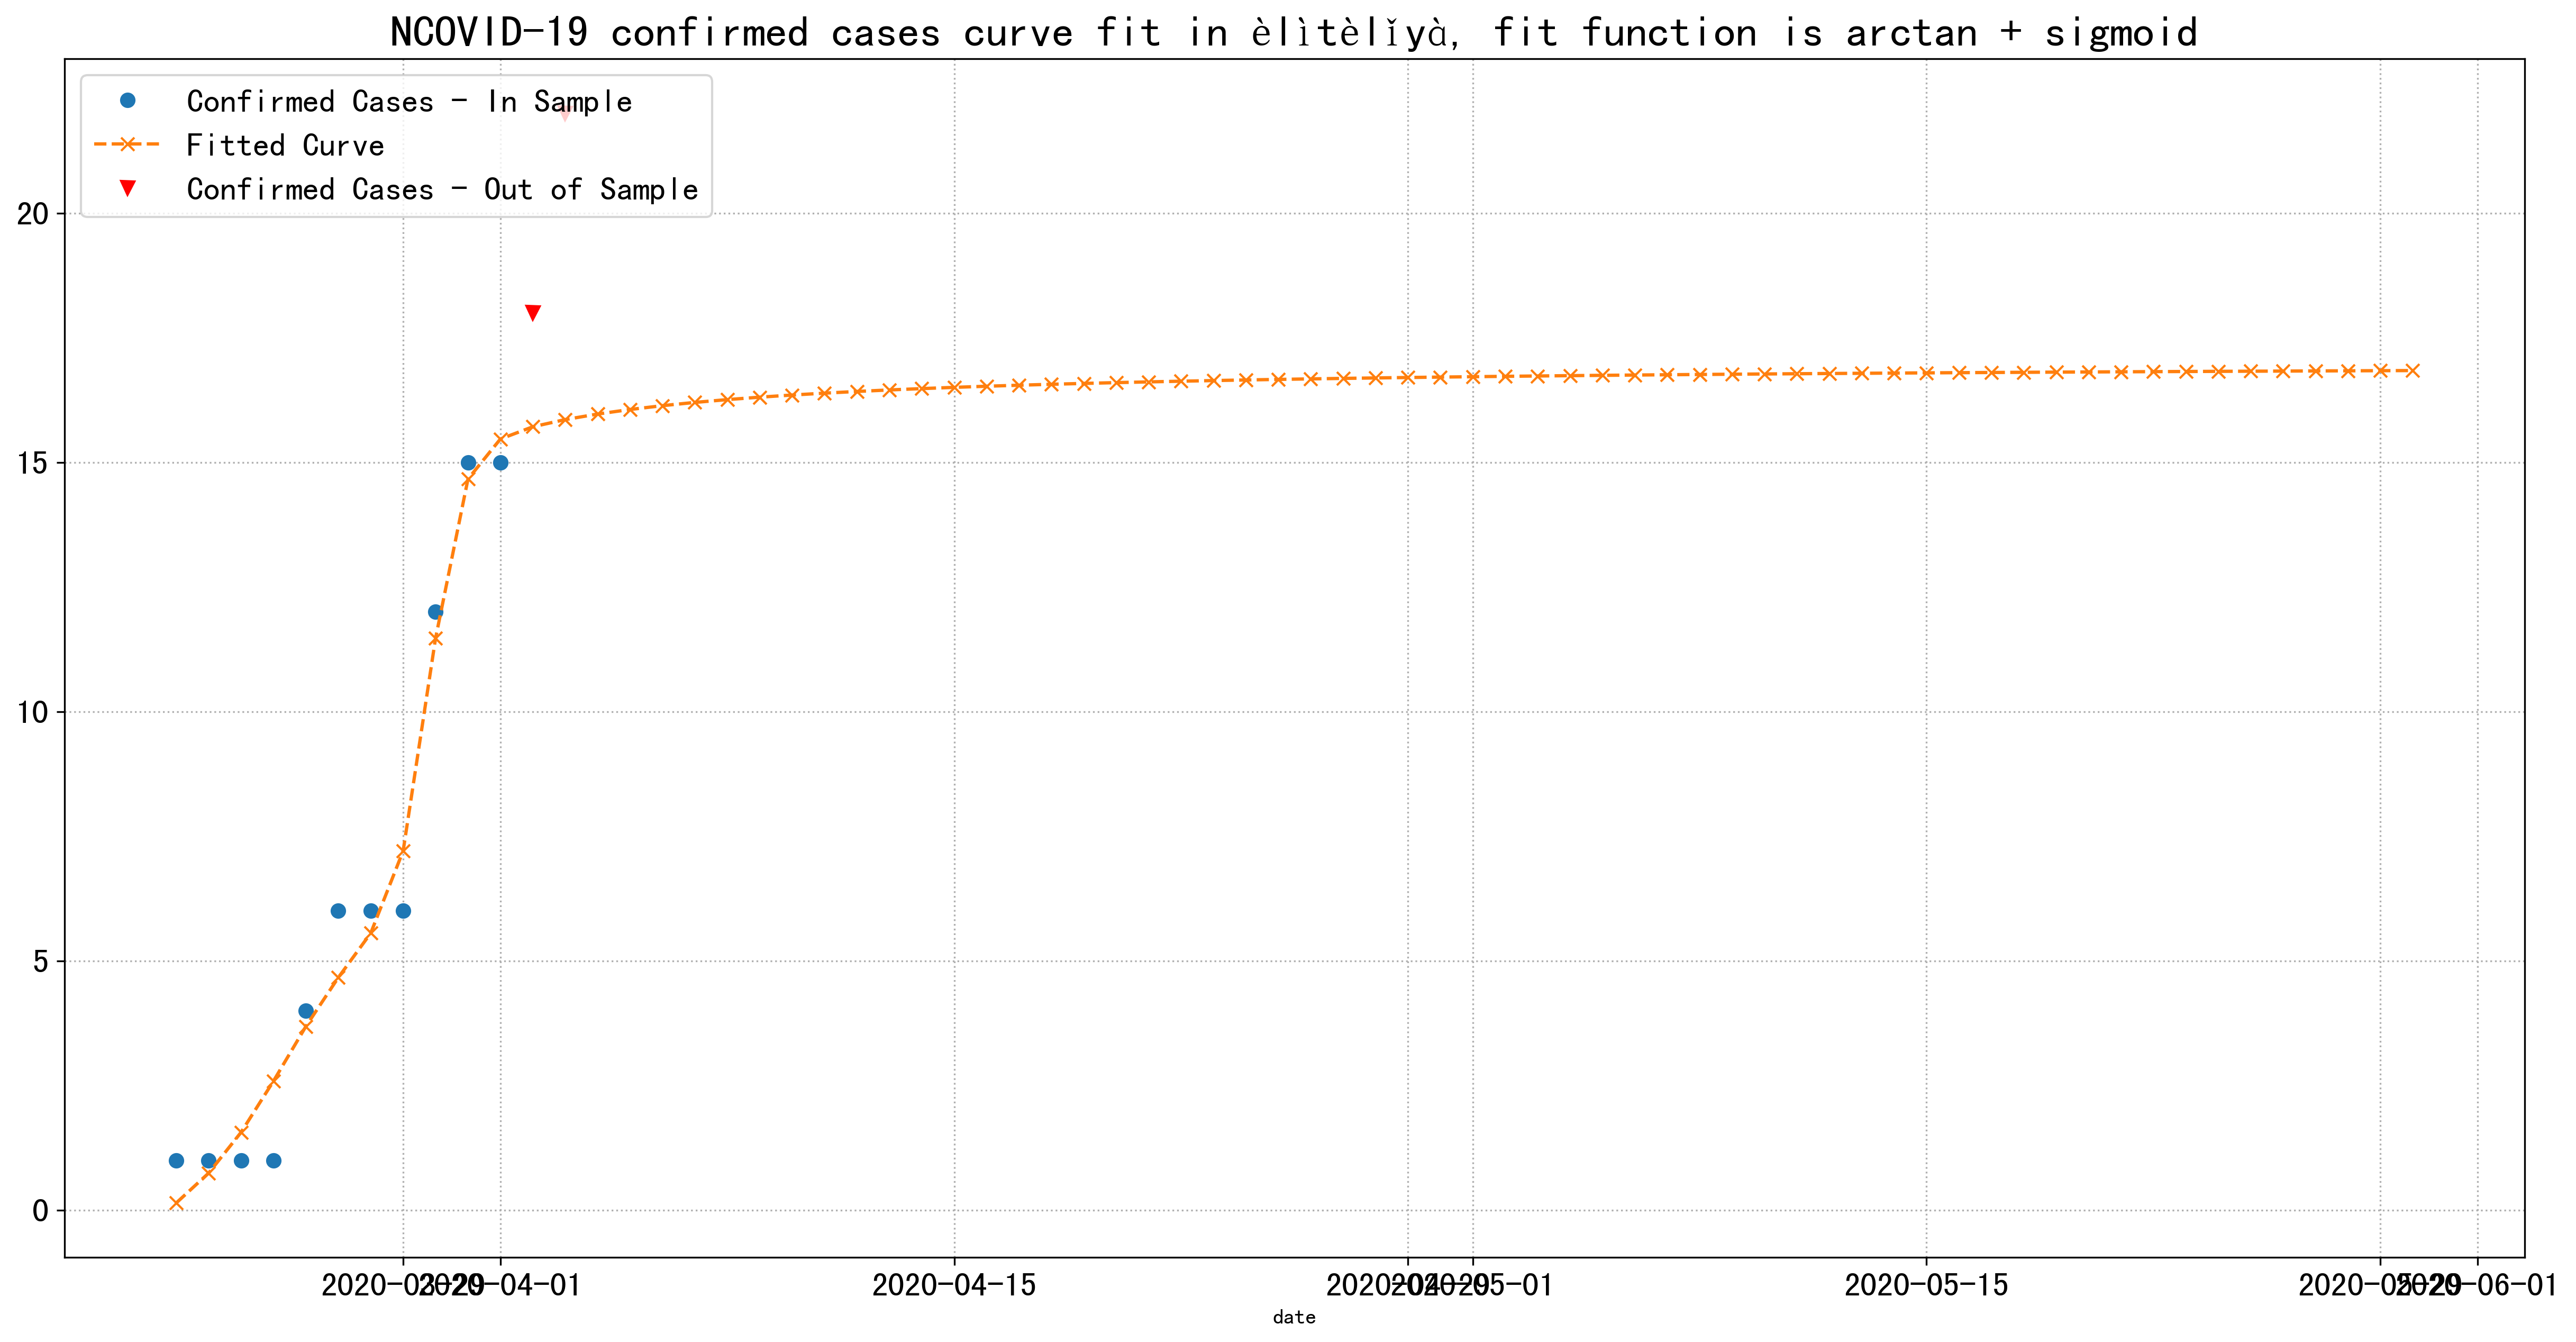 NCOVID-19 confirmed cases curve fit in èlìtèlǐyà, fit function is arctan + sigmoid
Confirmed Cases - In Sample
Fitted Curve
Confirmed Cases - Out of Sample
20
15
10
5
0
2020-03-29 2020-04-01 2020-04-15 2020-04-29 2020-05-01 2020-05-15 2020-05-29 2020-06-01
date